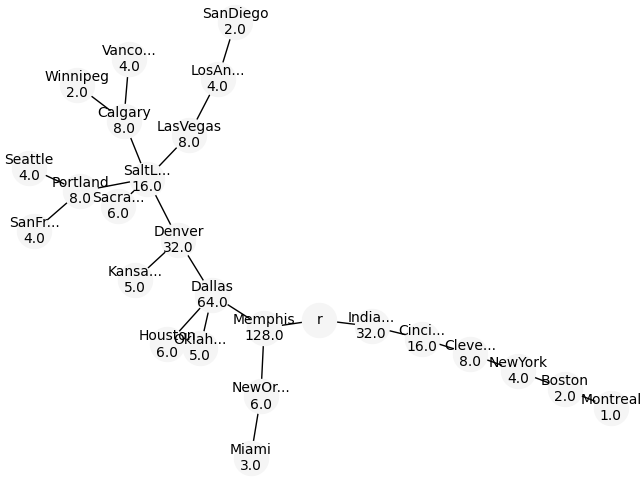 SanDiego
2.0
Vanco...
4.0
LosAn...
4.0
Winnipeg
2.0
Calgary
8.0
LasVegas
8.0
Seattle
4.0
Portland
8.0
SaltL...
16.0
Sacra...
6.0
SanFr...
4.0
Denver
32.0
Kansa...
5.0
Dallas
64.0
Houston
6.0
Oklah...
5.0
Memphis
128.0
r
India...
32.0
Cinci...
16.0
Cleve...
8.0
NewYork
4.0
Boston
2.0
Montreal
1.0
NewOr...
6.0
Miami
3.0